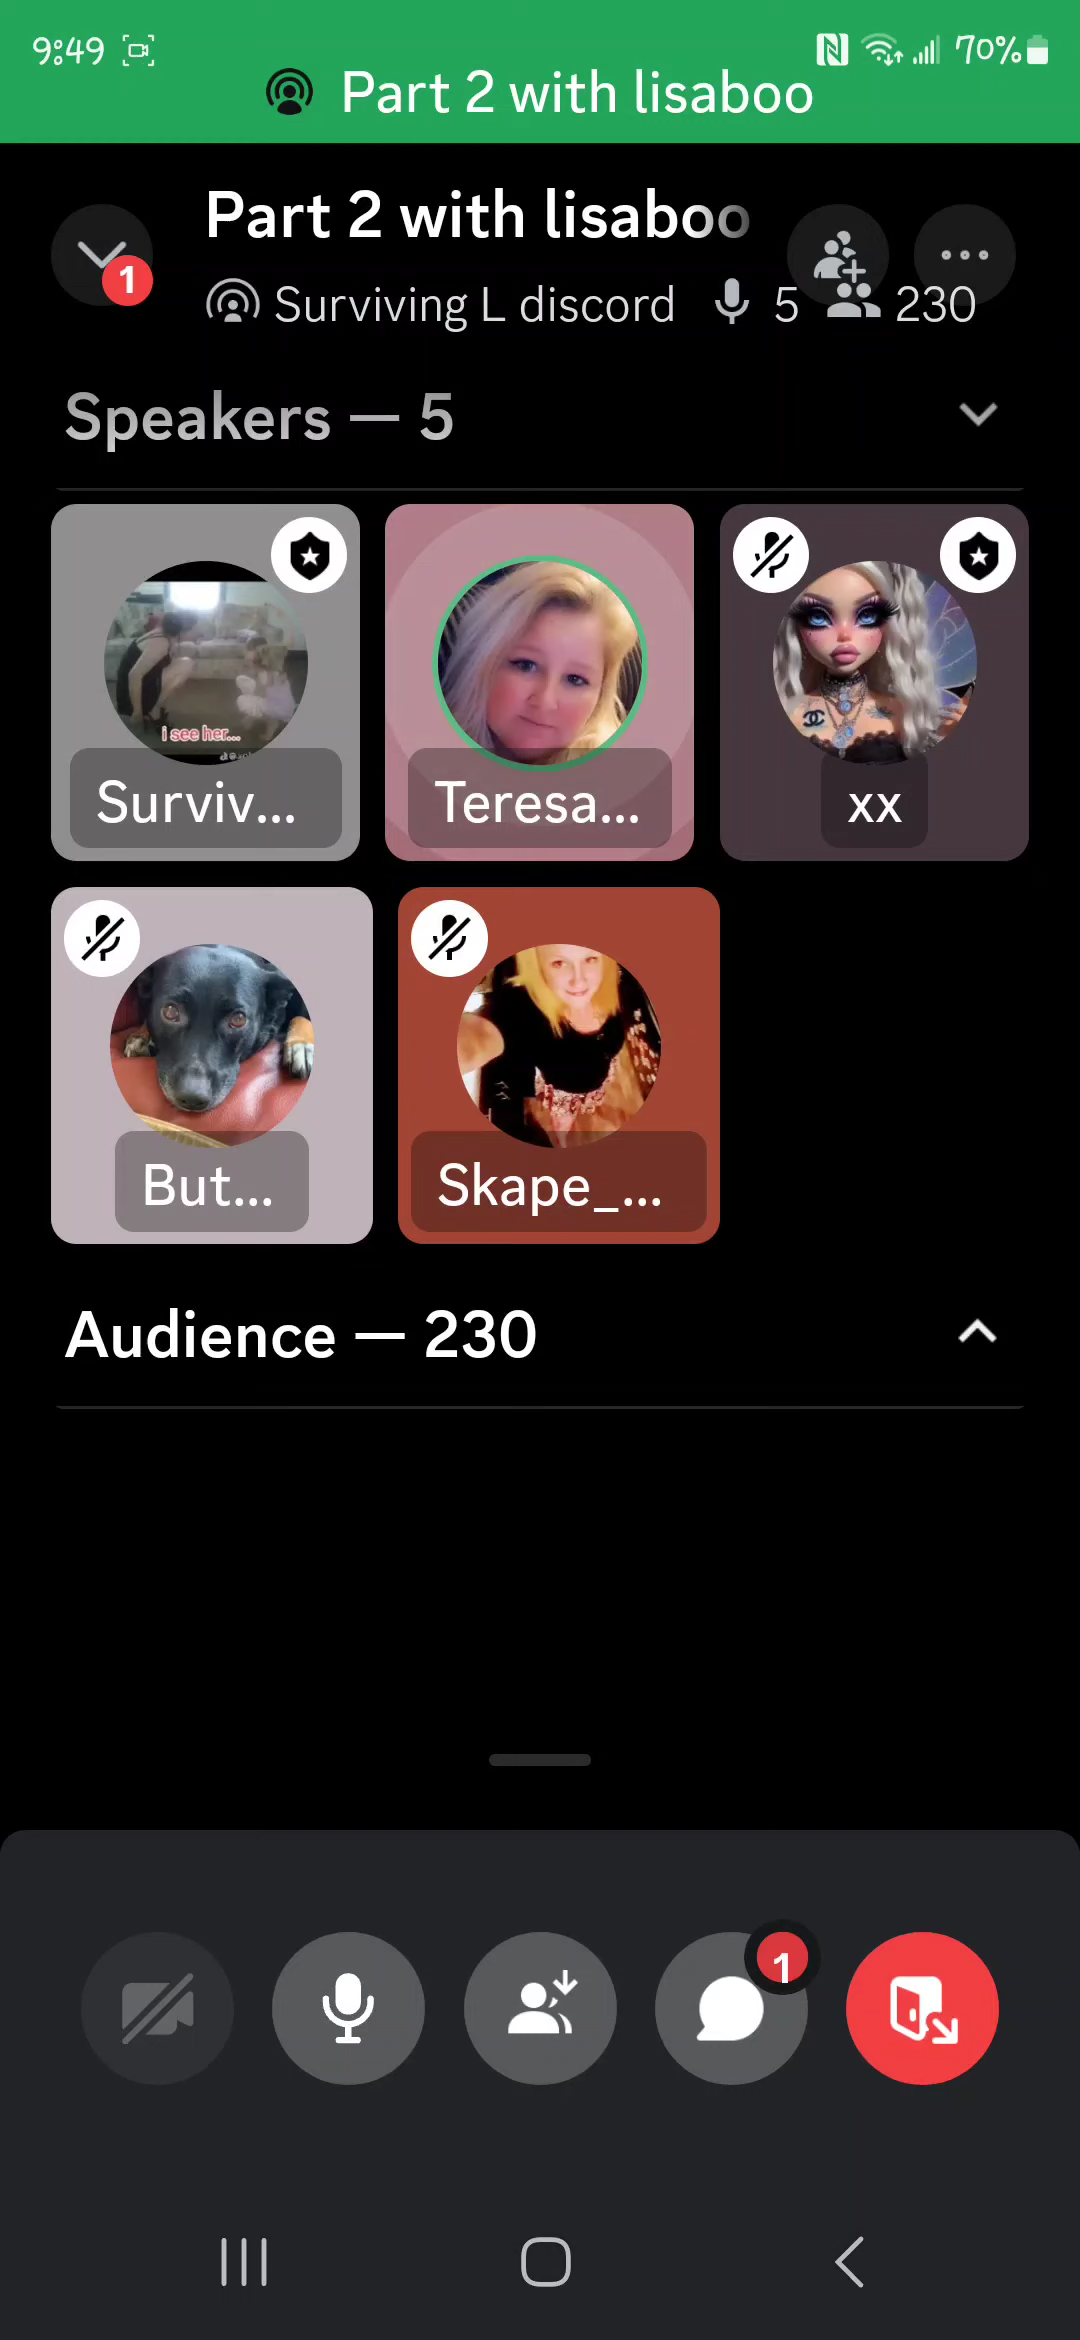 9:49
70%
Part 2 with lisaboo
Part 2 with lisaboo
Surviving L discord 5 230
Speakers — 5
i see her...
Surviv...
Teresa...
xx
But...
Skape_...
Audience — 230
1
1